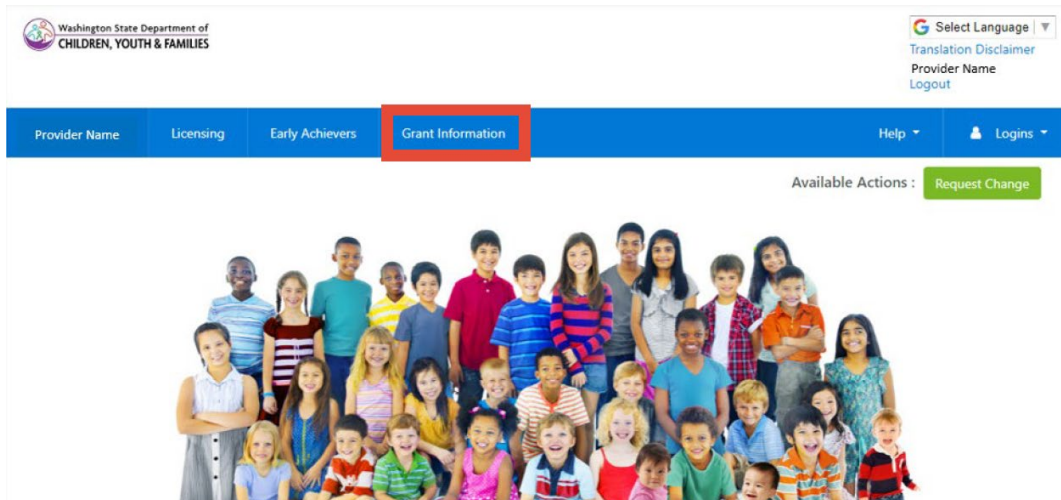 Washington State Department of
CHILDREN, YOUTH & FAMILIES
Select Language
Translation Disclaimer
Provider Name
Logout
Provider Name Licensing Early Achievers Grant Information Help Logins
Available Actions : Request Change